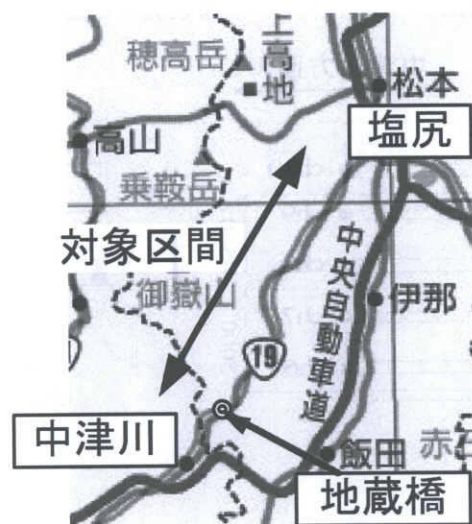 穂高岳
上高地
松本
塩尻
高山
乗鞍岳
対象区間
御嶽山
中央自動車道
伊那
19
中津川
飯田
赤石
地蔵橋